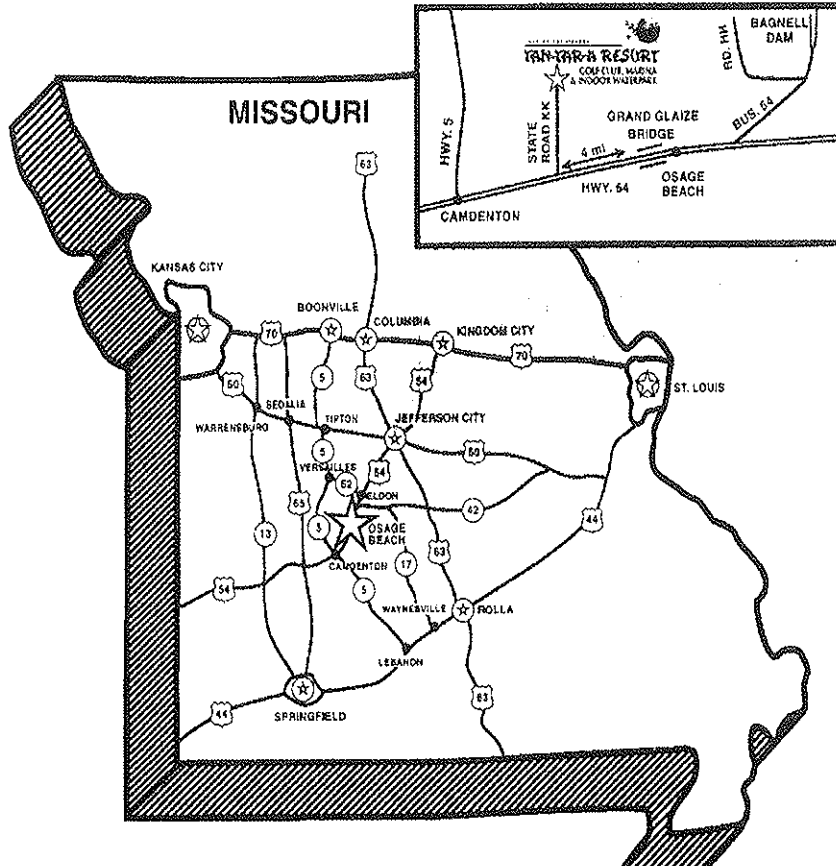 TAN-TAR-A RESORT
GOLF CLUB, MARINA
& INDOOR WATERPARK
BAGNELL
DAM
RD. HH
HWY. 5
STATE
ROAD KK
GRAND GLAIZE
BRIDGE
BUS. 54
4 mi
HWY. 54
OSAGE
BEACH
CAMDENTON
MISSOURI
63
KANSAS CITY
BOONVILLE
COLUMBIA
KINGDOM CITY
70
70
5
63
54
ST. LOUIS
50
SEDALIA
WARRENSBURG
TIPTON
JEFFERSON CITY
5
50
VERSAILLES
52
54
ELDON
65
42
13
5
OSAGE
BEACH
44
CAMDENTON
17
63
54
5
WAYNESVILLE
ROLLA
LEBANON
SPRINGFIELD
44
63